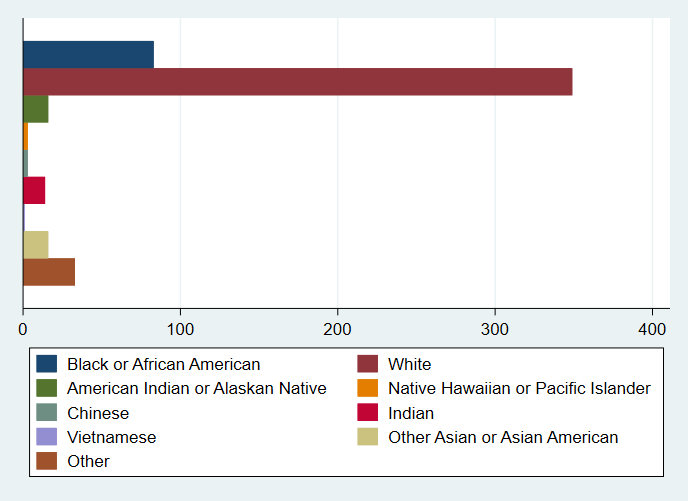 0 100 200 300 400
Black or African American White
American Indian or Alaskan Native Native Hawaiian or Pacific Islander
Chinese Indian
Vietnamese Other Asian or Asian American
Other